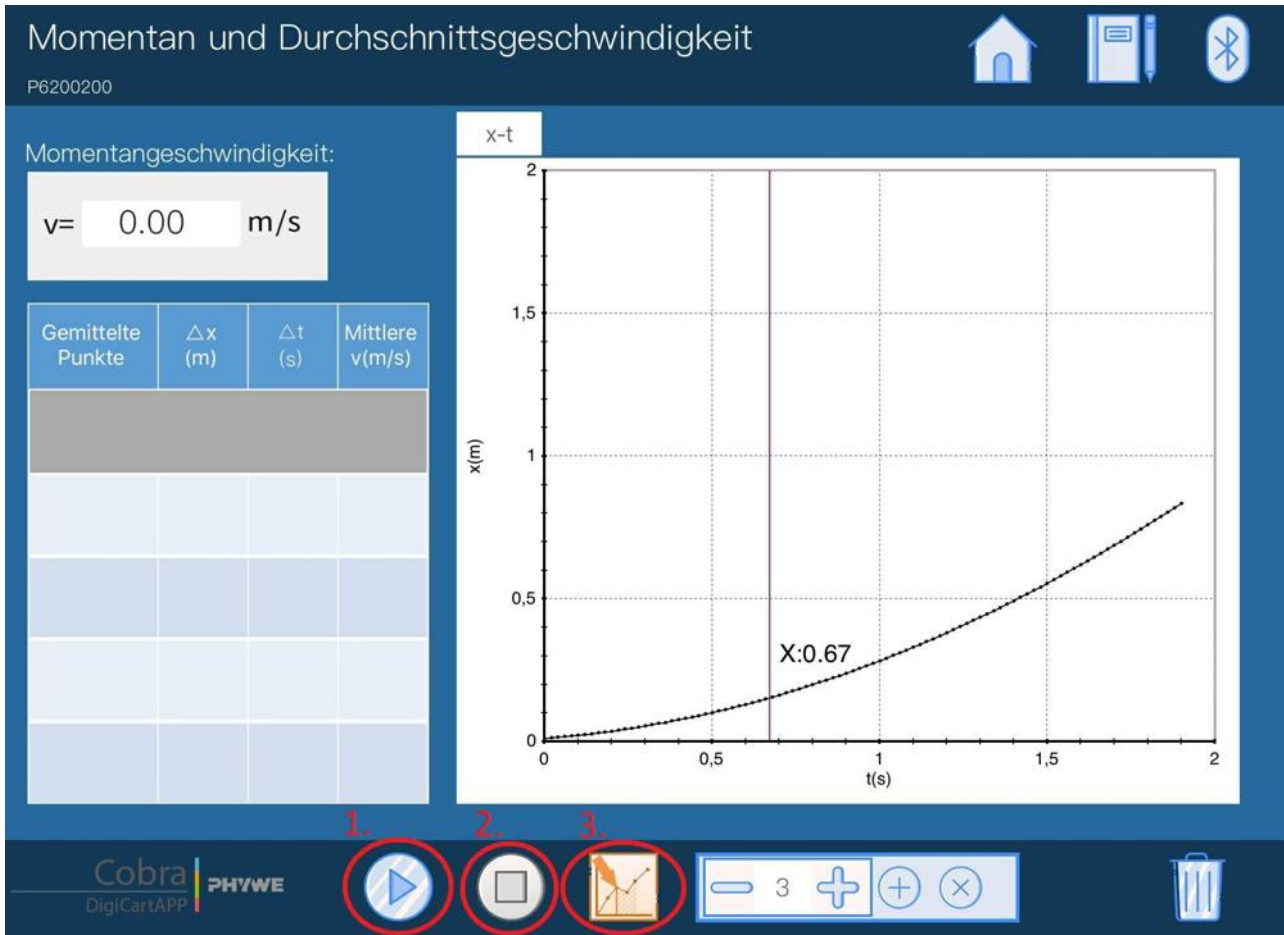 Momentan und Durchschnittsgeschwindigkeit
P6200200
Momentangeschwindigkeit:
v= 0.00 m/s
Gemittelte Punkte
△x (m)
△t (s)
Mittlere v(m/s)
x-t
2
1,5
1
0,5
0
x(m)
X:0.67
0
0,5
1
1,5
2
t(s)
1.
2.
3.
Cobra
DigiCartAPP
PHYWE
3